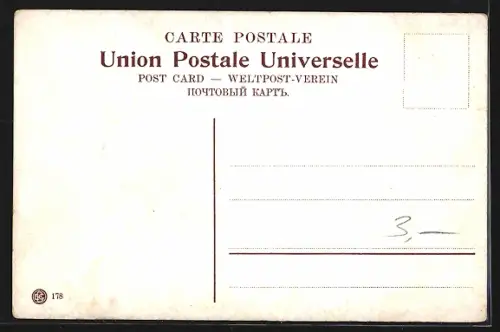 CARTE POSTALE
Union Postale Universelle
POST CARD — WELTPOST-VEREIN
ПОЧТОВЫЙ КАРТЪ.
3,—
178